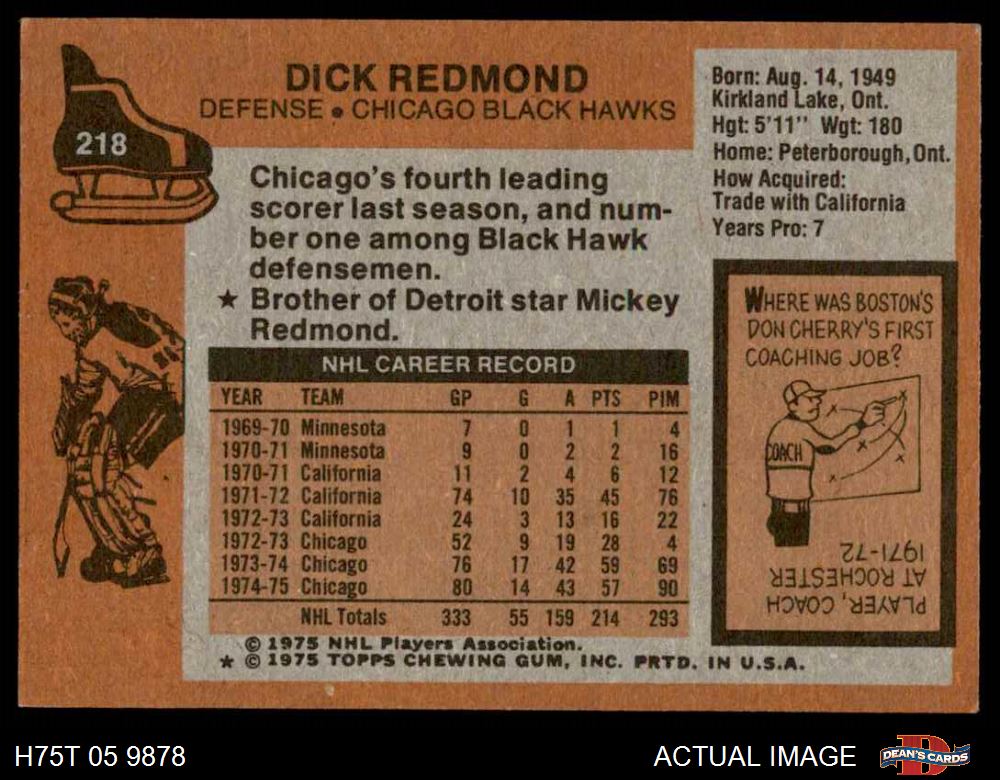 218
DICK REDMOND
DEFENSE • CHICAGO BLACK HAWKS
Chicago's fourth leading
scorer last season, and num-
ber one among Black Hawk
defensemen.
★ Brother of Detroit star Mickey
Redmond.
Born: Aug. 14, 1949
Kirkland Lake, Ont.
Hgt: 5'11" Wgt: 180
Home: Peterborough, Ont.
How Acquired:
Trade with California
Years Pro: 7
NHL CAREER RECORD
YEAR TEAM GP G A PTS PIM
1969-70 Minnesota 7 0 1 1 4
1970-71 Minnesota 9 0 2 2 16
1970-71 California 11 2 4 6 12
1971-72 California 74 10 35 45 76
1972-73 California 24 3 13 16 22
1972-73 Chicago 52 9 19 28 4
1973-74 Chicago 76 17 42 59 69
1974-75 Chicago 80 14 43 57 90
NHL Totals 333 55 159 214 293
© 1975 NHL Players Association.
★ © 1975 TOPPS CHEWING GUM, INC. PRTD. IN U.S.A.
WHERE WAS BOSTON'S
DON CHERRY'S FIRST
COACHING JOB?
COACH
PLAYER, COACH
AT ROCHESTER
1971-72
H75T 05 9878
ACTUAL IMAGE
DEAN'S CARDS